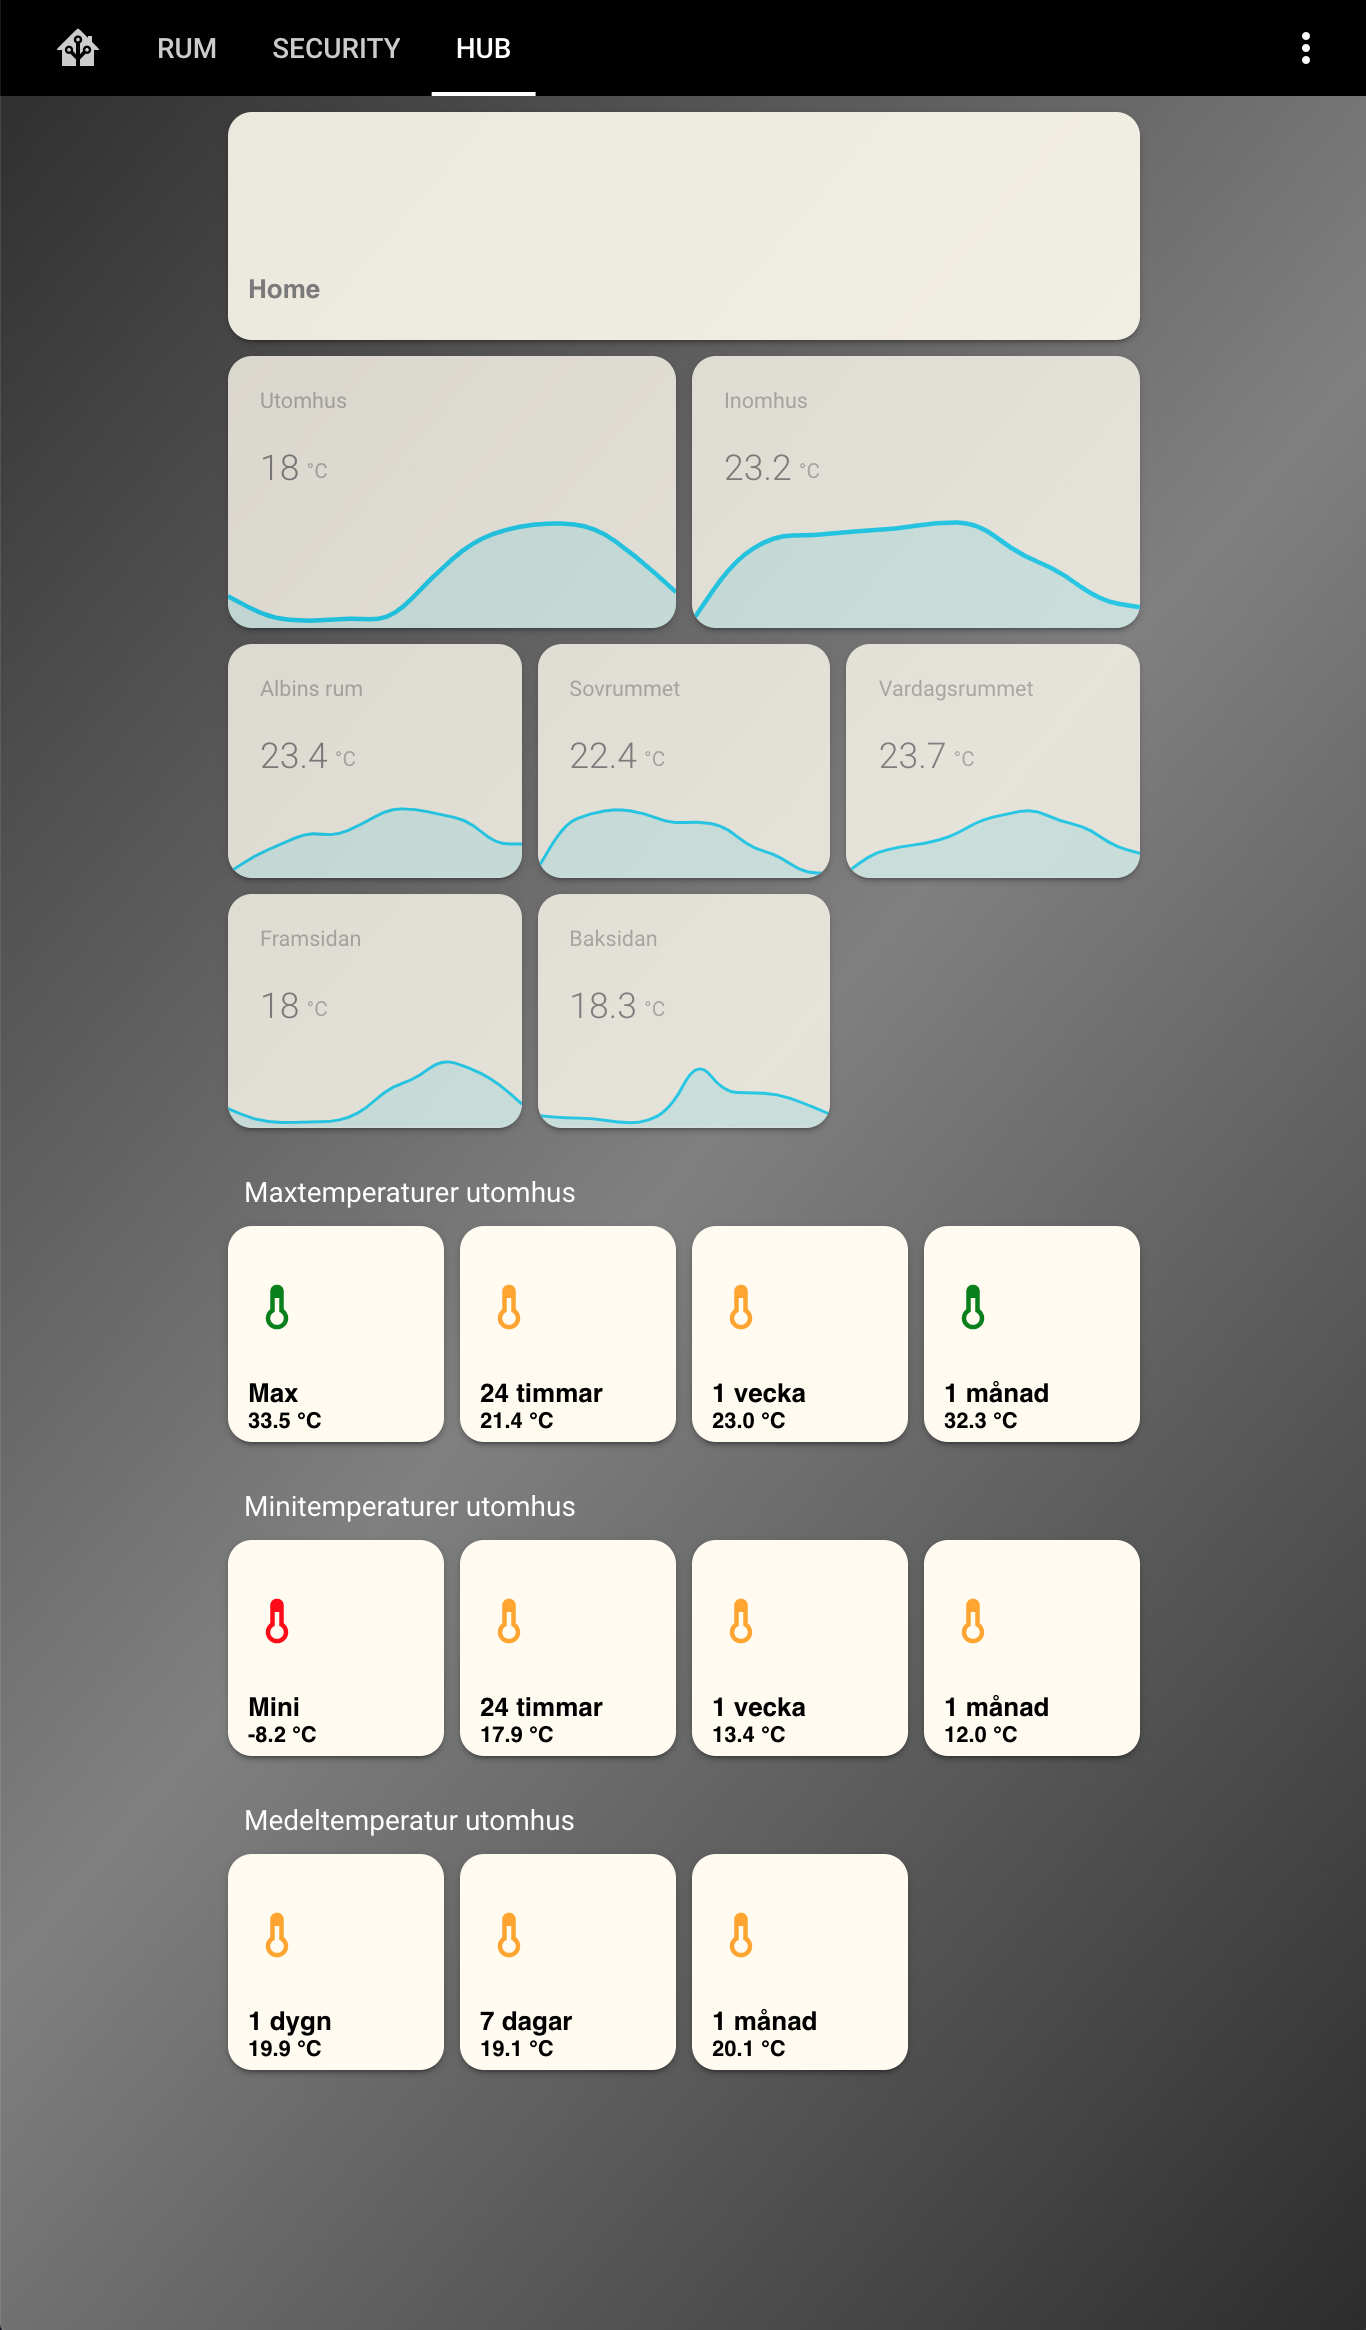 RUM SECURITY HUB
Home
Utomhus
18 °C
Inomhus
23.2 °C
Albins rum
23.4 °C
Sovrummet
22.4 °C
Vardagsrummet
23.7 °C
Framsidan
18 °C
Baksidan
18.3 °C
Maxtemperaturer utomhus
Max
33.5 °C
24 timmar
21.4 °C
1 vecka
23.0 °C
1 månad
32.3 °C
Minitemperaturer utomhus
Mini
-8.2 °C
24 timmar
17.9 °C
1 vecka
13.4 °C
1 månad
12.0 °C
Medeltemperatur utomhus
1 dygn
19.9 °C
7 dagar
19.1 °C
1 månad
20.1 °C